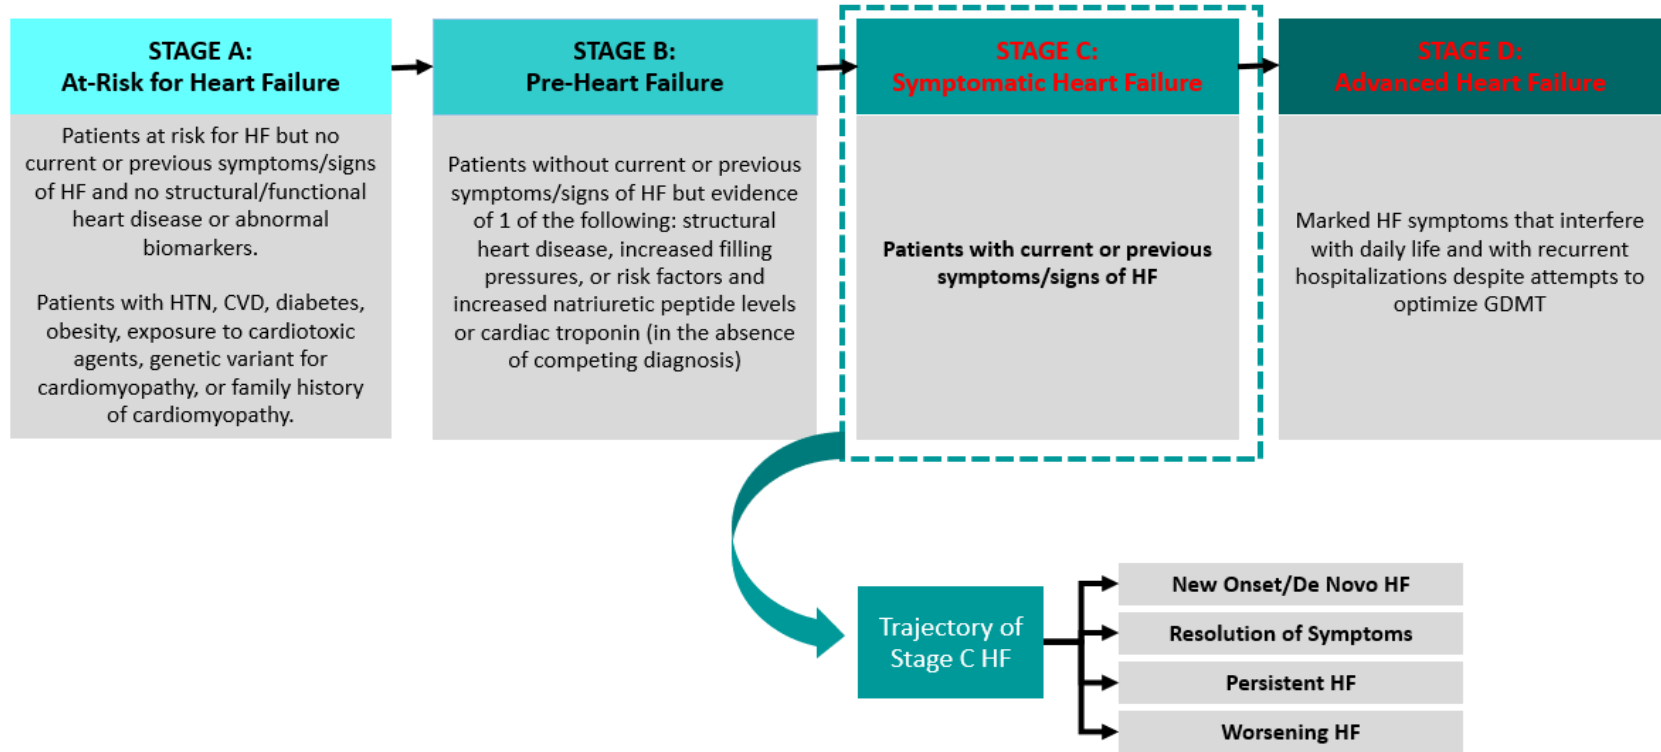 STAGE A:
At-Risk for Heart Failure
Patients at risk for HF but no
current or previous symptoms/signs
of HF and no structural/functional
heart disease or abnormal
biomarkers.
Patients with HTN, CVD, diabetes,
obesity, exposure to cardiotoxic
agents, genetic variant for
cardiomyopathy, or family history
of cardiomyopathy.
STAGE B:
Pre-Heart Failure
Patients without current or previous
symptoms/signs of HF but evidence
of 1 of the following: structural
heart disease, increased filling
pressures, or risk factors and
increased natriuretic peptide levels
or cardiac troponin (in the absence
of competing diagnosis)
STAGE C:
Symptomatic Heart Failure
Patients with current or previous
symptoms/signs of HF
STAGE D:
Advanced Heart Failure
Marked HF symptoms that interfere
with daily life and with recurrent
hospitalizations despite attempts to
optimize GDMT
Trajectory of
Stage C HF
New Onset/De Novo HF
Resolution of Symptoms
Persistent HF
Worsening HF